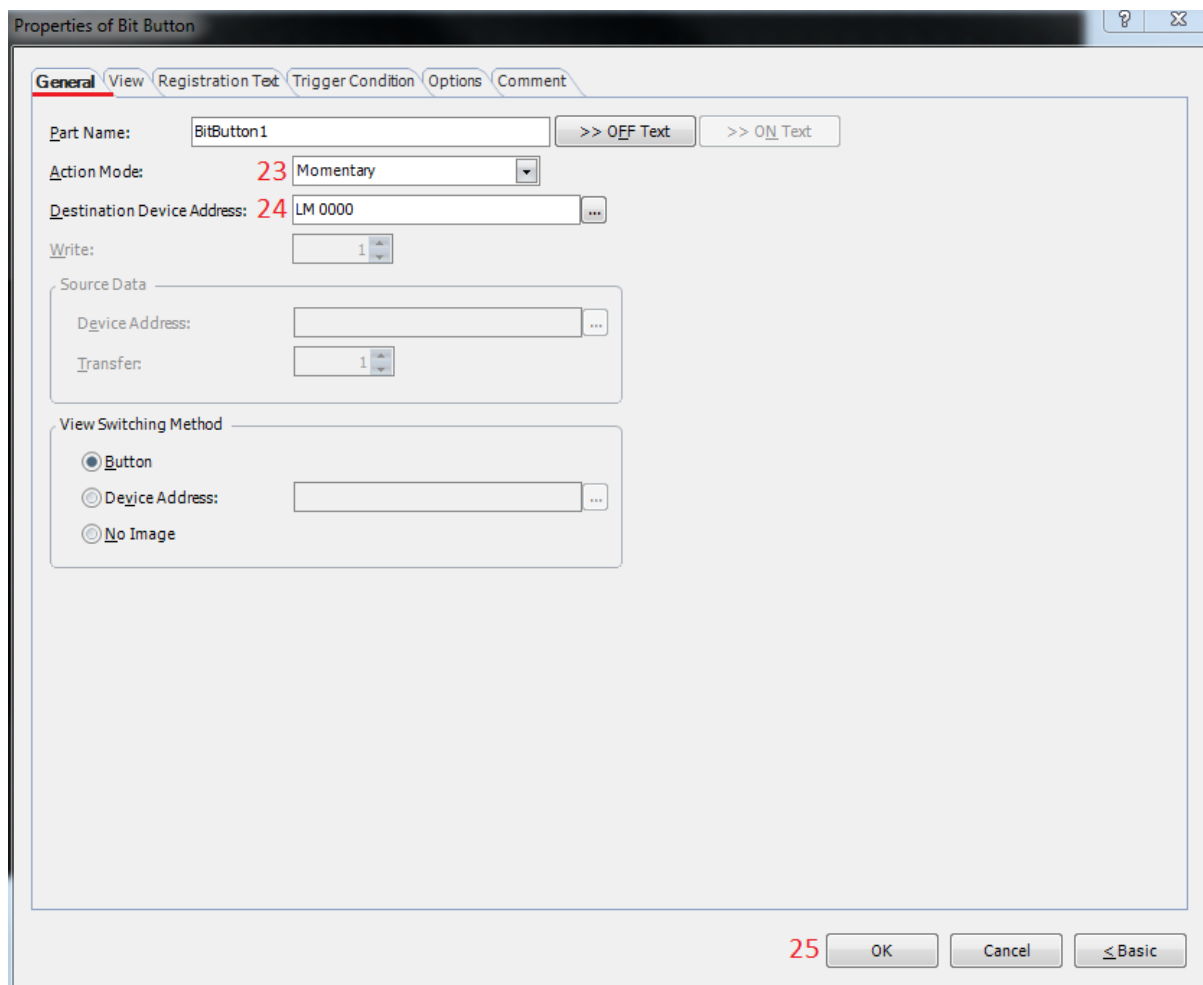 Properties of Bit Button
General View Registration Text Trigger Condition Options Comment
Part Name: BitButton1 >> OFF Text >> ON Text
Action Mode: 23 Momentary
Destination Device Address: 24 LM 0000 ...
Write: 1
Source Data
Device Address: ...
Transfer: 1
View Switching Method
Button
Device Address: ...
No Image
25 OK Cancel < Basic